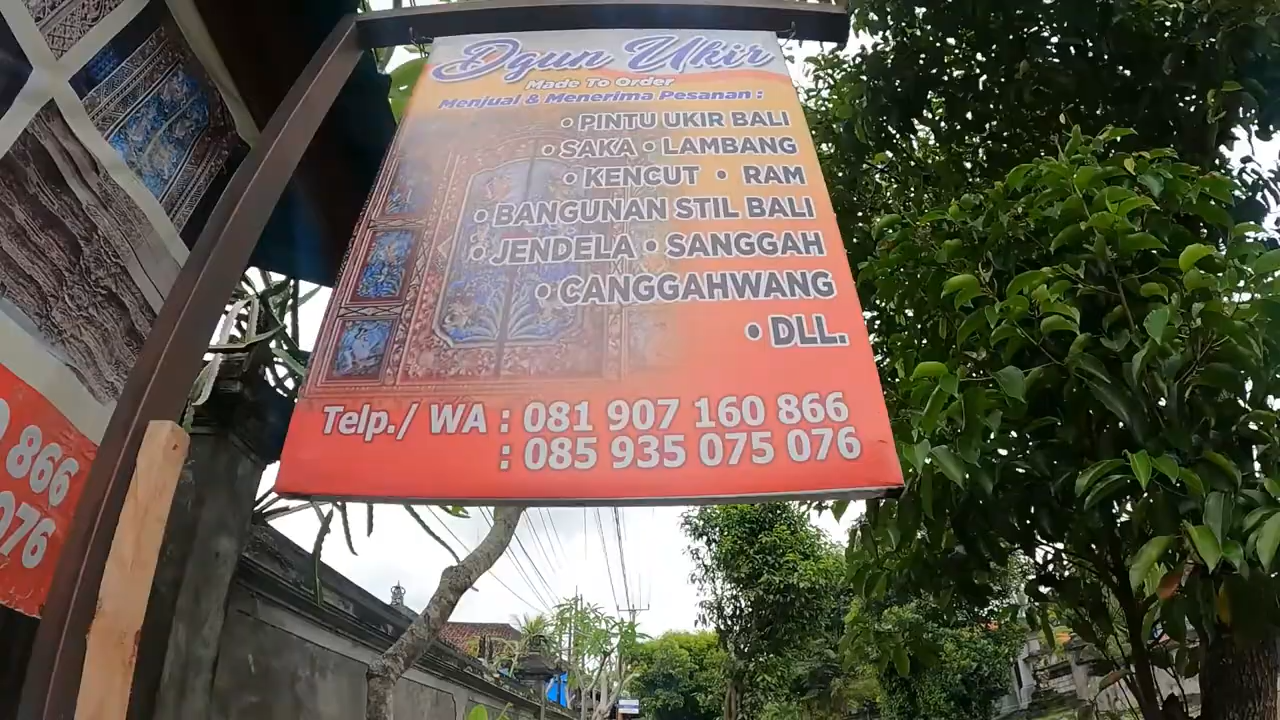 Dgun Ukir
Made To Order
Menjual & Menerima Pesanan :
• PINTU UKIR BALI
• SAKA • LAMBANG
• KENCUT • RAM
• BANGUNAN STIL BALI
• JENDELA • SANGGAH
• CANGGAHWANG
• DLL.
Telp./ WA : 081 907 160 866
: 085 935 075 076
866
076